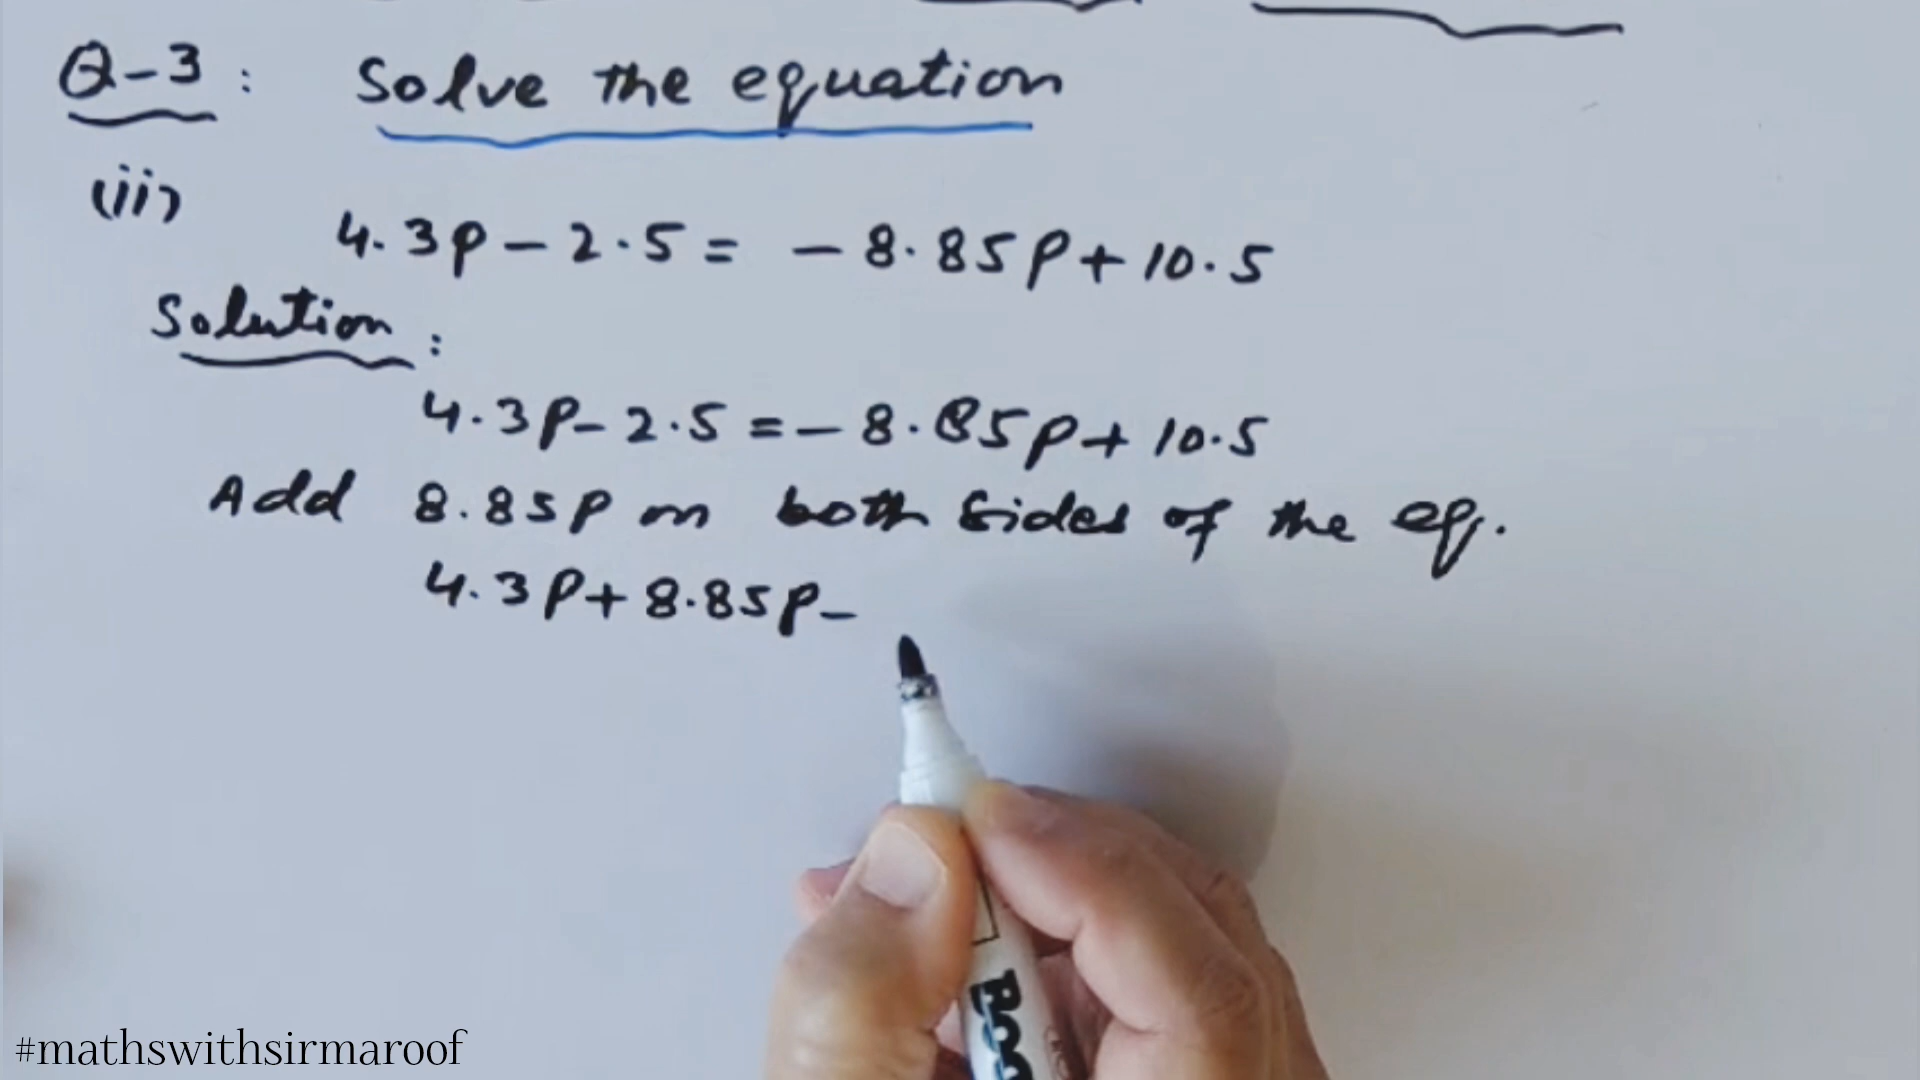 Q-3: Solve the equation
(ii)
4.3p - 2.5 = - 8.85p + 10.5
Solution:
4.3p - 2.5 = - 8.85p + 10.5
Add 8.85p on both sides of the eq.
4.3p + 8.85p -
#mathswithsirmaroof